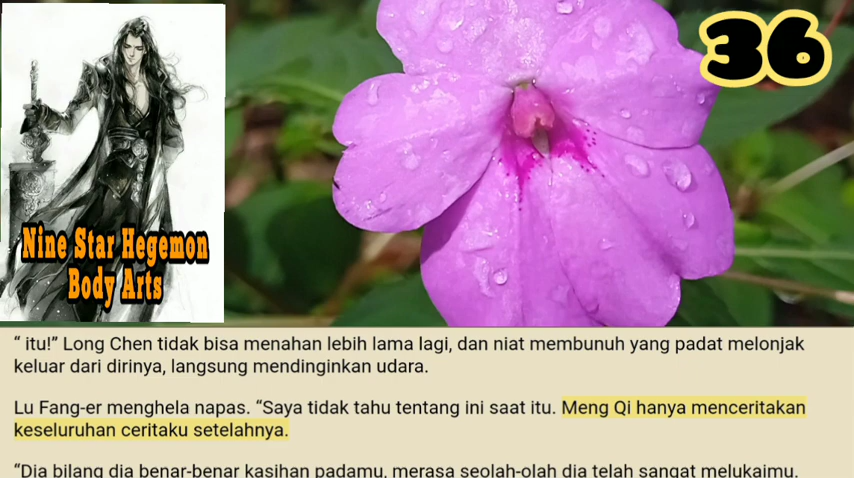 36
Nine Star Hegemon
Body Arts
“ itu!” Long Chen tidak bisa menahan lebih lama lagi, dan niat membunuh yang padat melonjak
keluar dari dirinya, langsung mendinginkan udara.
Lu Fang-er menghela napas. “Saya tidak tahu tentang ini saat itu. Meng Qi hanya menceritakan
keseluruhan ceritaku setelahnya.
“Dia bilang dia benar-benar kasihan padamu, merasa seolah-olah dia telah sangat melukaimu.